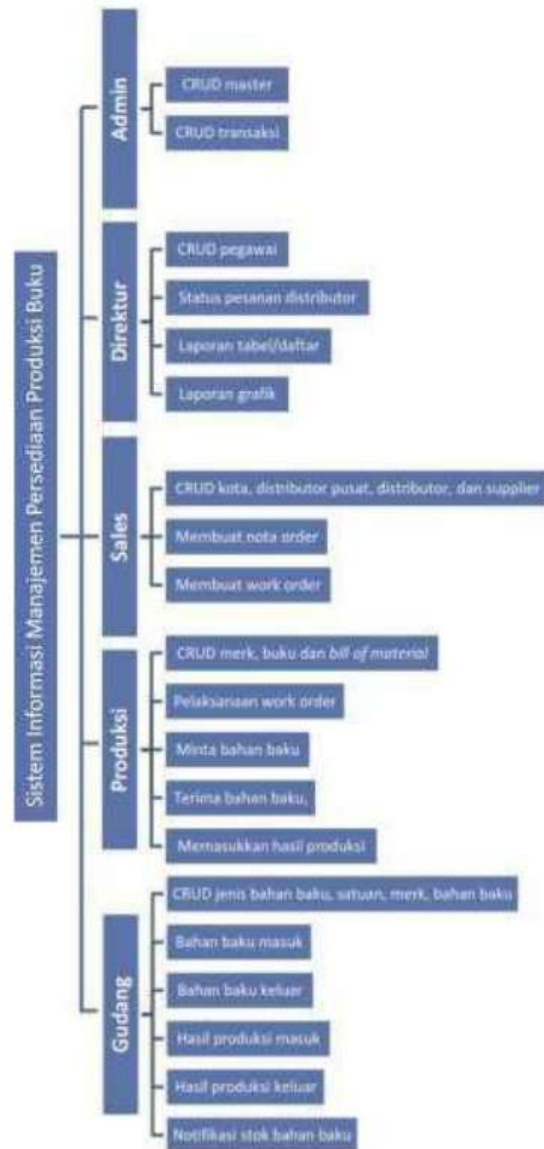 Sistem Informasi Manajemen Persediaan Produksi Buku
Admin
CRUD master
CRUD transaksi
Direktur
CRUD pegawai
Status pesanan distributor
Laporan tabel/daftar
Laporan grafik
Sales
CRUD kota, distributor pusat, distributor, dan supplier
Membuat nota order
Membuat work order
Produksi
CRUD merk, buku dan bill of material
Pelaksanaan work order
Minta bahan baku
Terima bahan baku,
Memasukkan hasil produksi
Gudang
CRUD jenis bahan baku, satuan, merk, bahan baku
Bahan baku masuk
Bahan baku keluar
Hasil produksi masuk
Hasil produksi keluar
Notifikasi stok bahan baku